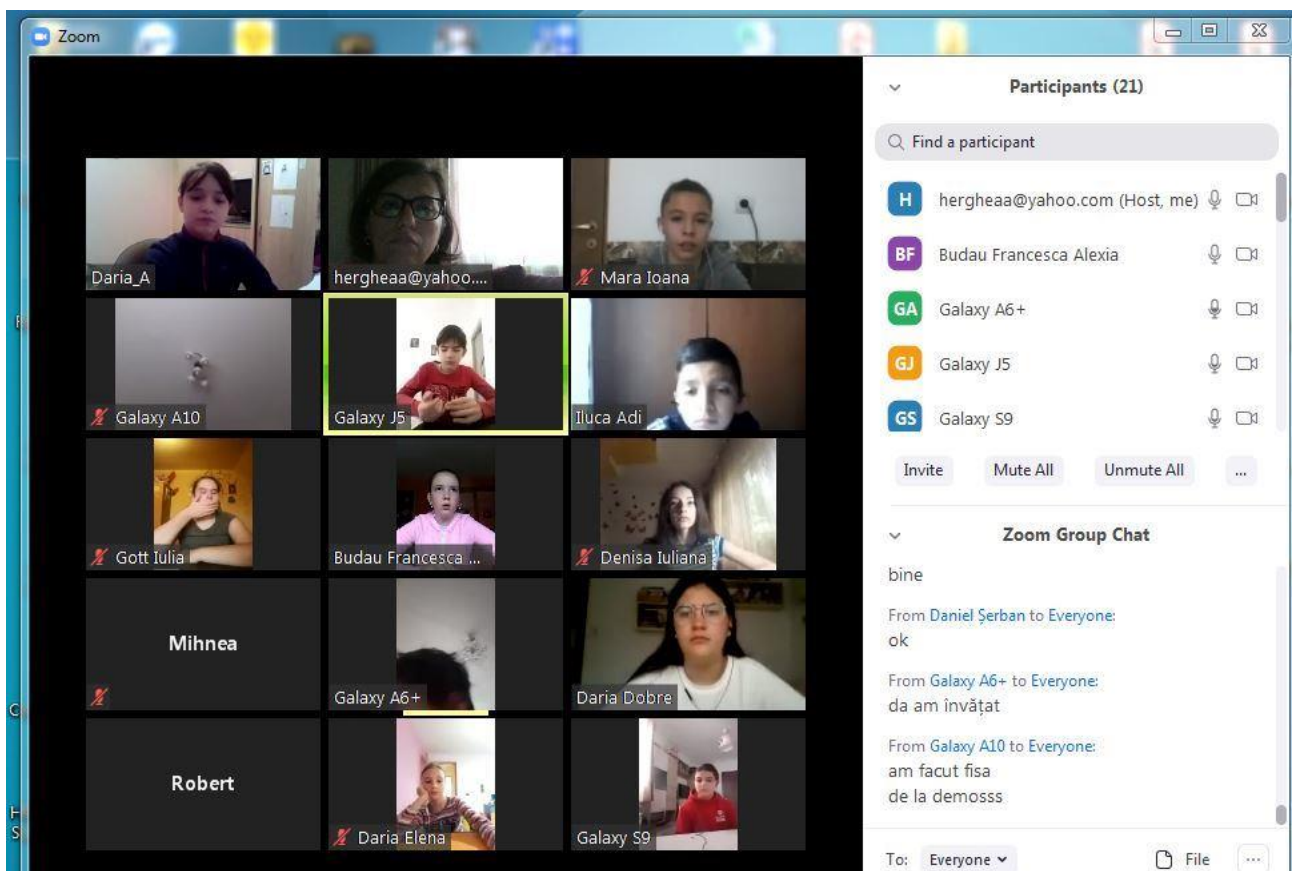 Zoom
Daria_A
hergheaa@yahoo....
Mara Ioana
Galaxy A10
Galaxy J5
Iluca Adi
Gott Iulia
Budau Francesca ...
Denisa Iuliana
Mihnea
Galaxy A6+
Daria Dobre
Robert
Daria Elena
Galaxy S9
Participants (21)
Find a participant
H hergheaa@yahoo.com (Host, me)
BF Budau Francesca Alexia
GA Galaxy A6+
GJ Galaxy J5
GS Galaxy S9
Invite Mute All Unmute All ...
Zoom Group Chat
bine
From Daniel Șerban to Everyone:
ok
From Galaxy A6+ to Everyone:
da am învățat
From Galaxy A10 to Everyone:
am facut fisa
de la demosss
To: Everyone File ...